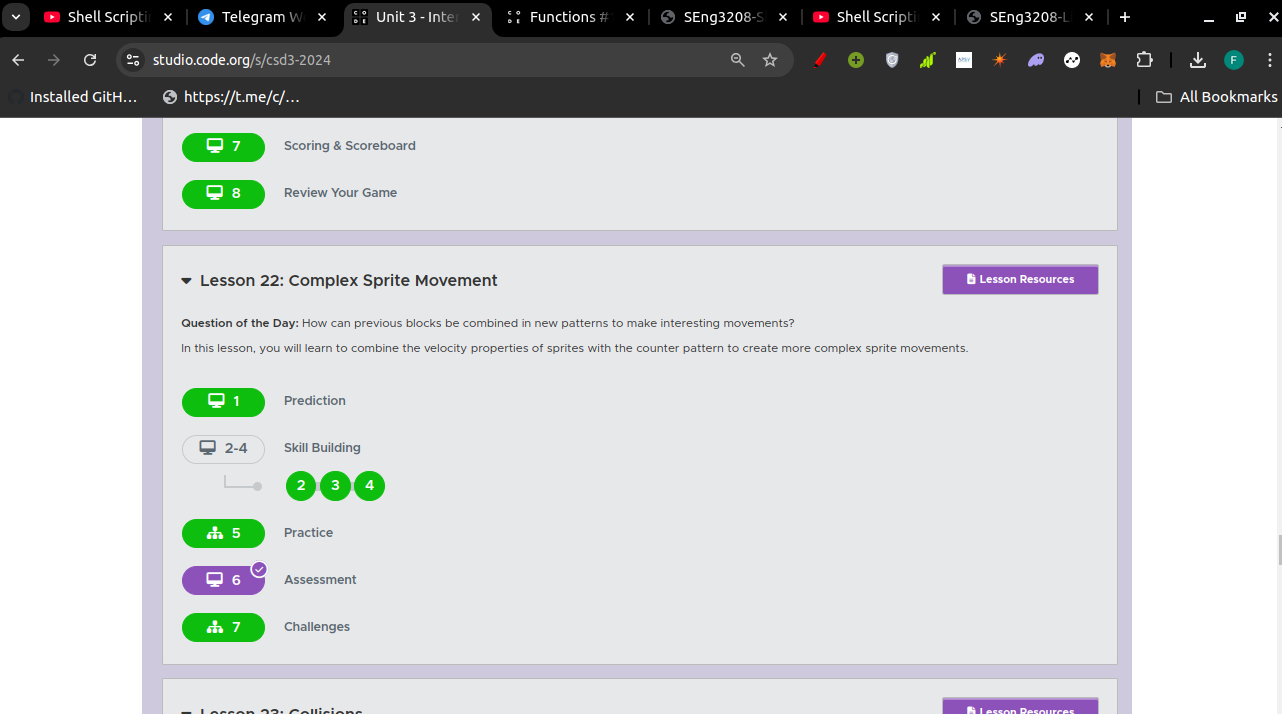 Shell Scripti
Telegram W
Unit 3 - Inte
Functions #
SEng3208-S
Shell Scripti
SEng3208-L
studio.code.org/s/csd3-2024
F
Installed GitH...
https://t.me/c/...
All Bookmarks
7 Scoring & Scoreboard
8 Review Your Game
Lesson 22: Complex Sprite Movement
Lesson Resources
Question of the Day: How can previous blocks be combined in new patterns to make interesting movements?
In this lesson, you will learn to combine the velocity properties of sprites with the counter pattern to create more complex sprite movements.
1 Prediction
2-4 Skill Building
2 3 4
5 Practice
6 Assessment
7 Challenges
Lesson 23: Collisions
Lesson Resources